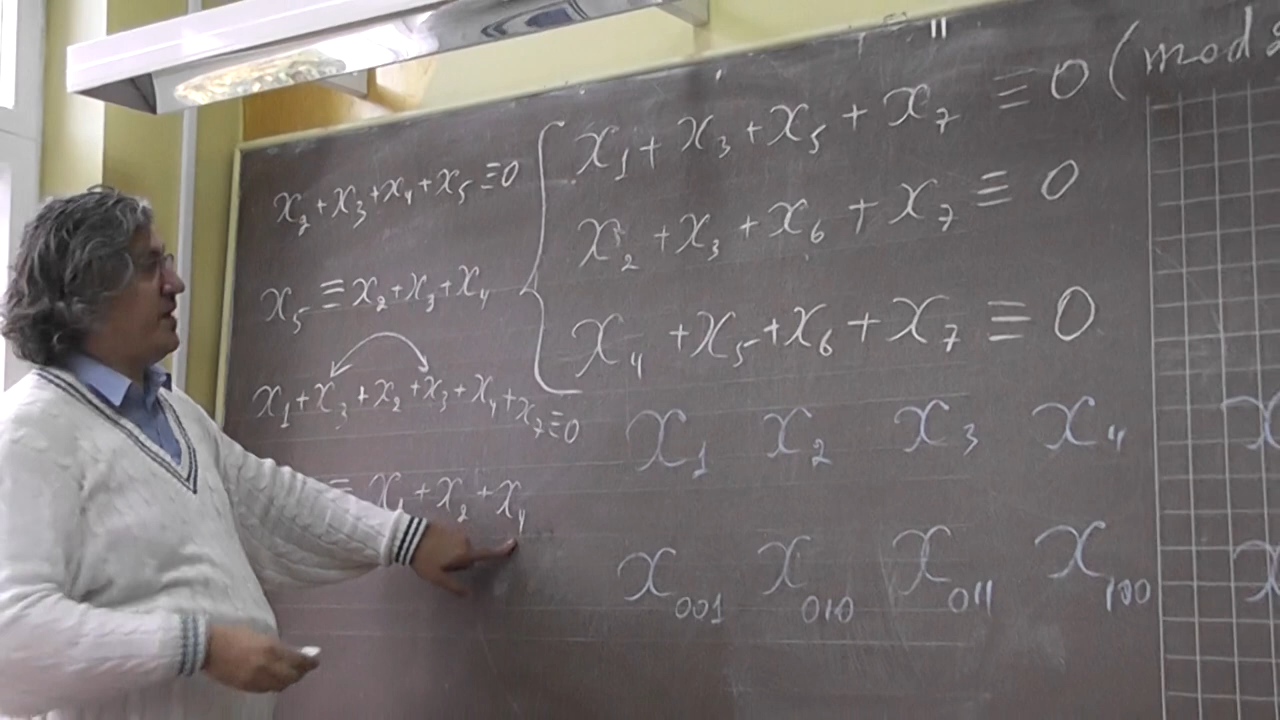 x₂+x₃+x₄+x₅≡0
x₅≡x₂+x₃+x₄
x₁+x₃+x₂+x₃+x₄+x₇≡0
≡x₁+x₂+x₄
x₁+x₃+x₅+x₇≡0 (mod
x₂+x₃+x₆+x₇≡0
x₄+x₅+x₆+x₇≡0
x₁ x₂ x₃ x₄
x₀₀₁ x₀₁₀ x₀₁₁ x₁₀₀